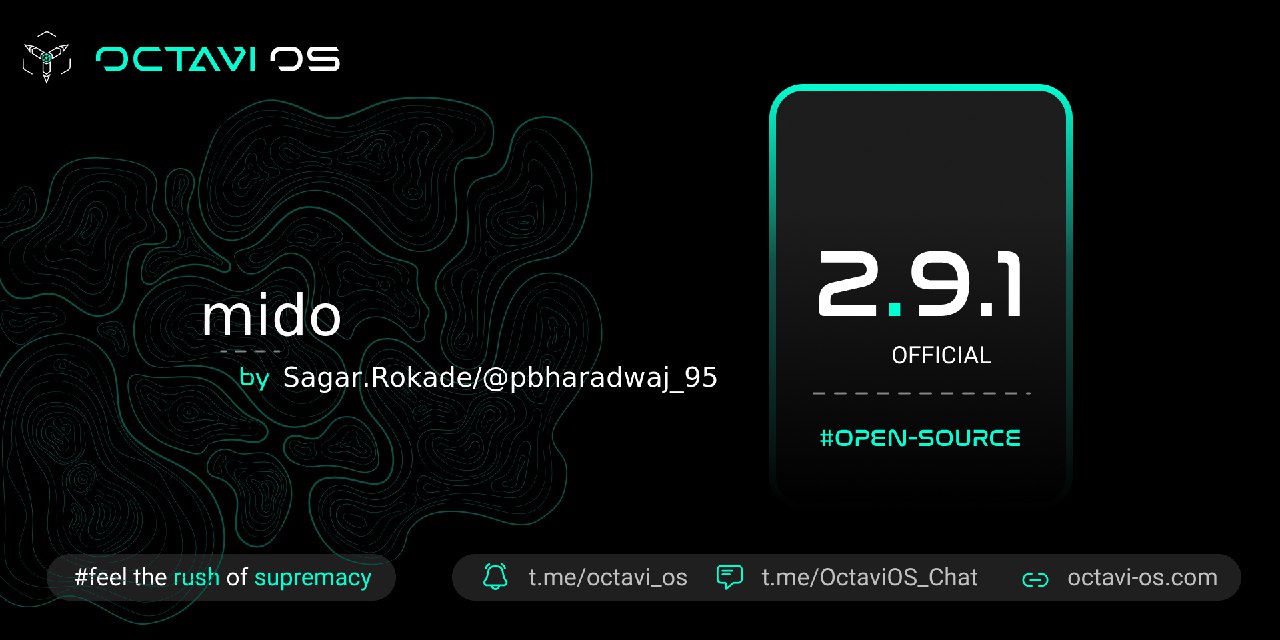 OCTAVI OS
mido
by Sagar.Rokade/@pbharadwaj_95
2.9.1
OFFICIAL
#OPEN-SOURCE
#feel the rush of supremacy
t.me/octavi_os
t.me/OctaviOS_Chat
octavi-os.com